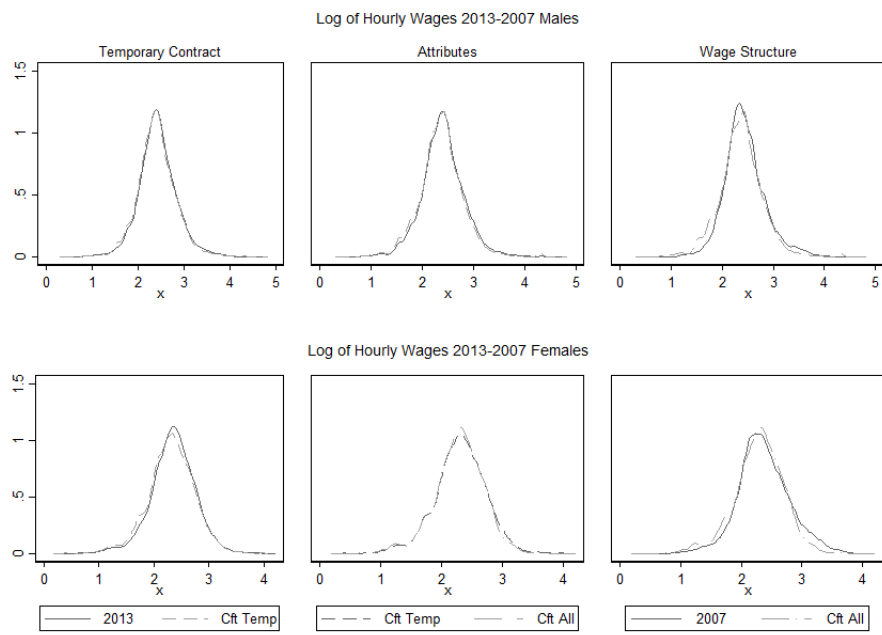 Log of Hourly Wages 2013-2007 Males
Temporary Contract
Attributes
Wage Structure
1.5
1
.5
0
0 1 2 3 4 5
x
0 1 2 3 4 5
x
0 1 2 3 4 5
x
Log of Hourly Wages 2013-2007 Females
1.5
1
.5
0
0 1 2 3 4
x
0 1 2 3 4
x
0 1 2 3 4
x
2013 Cft Temp
Cft Temp Cft All
2007 Cft All